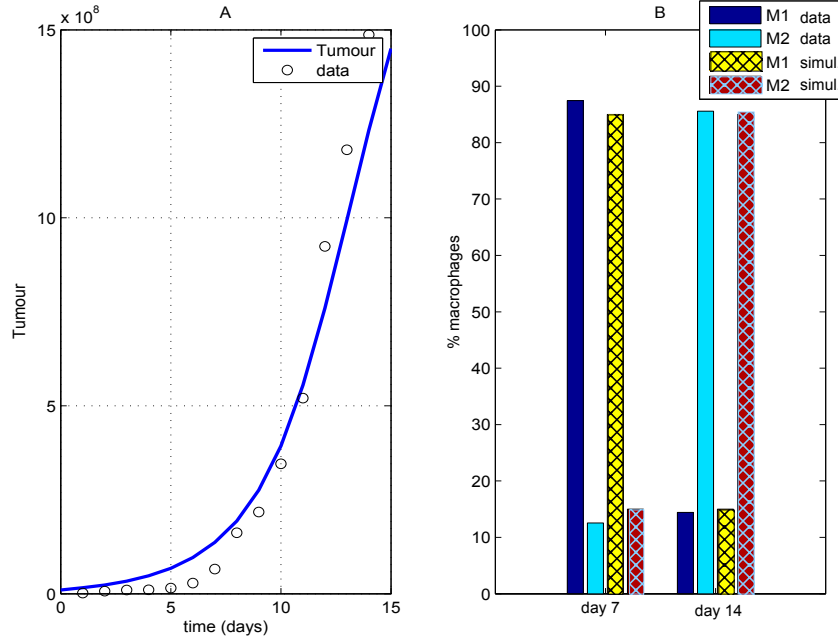 A
x 10^8
Tumour
data
15
10
5
0
Tumour
0 5 10 15
time (days)
B
M1 data
M2 data
M1 simul
M2 simul
100
90
80
70
60
50
40
30
20
10
0
% macrophages
day 7 day 14